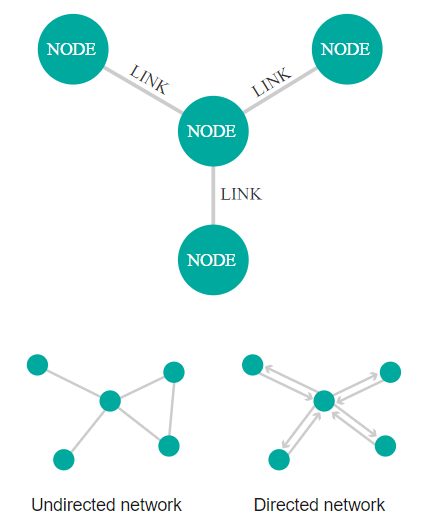 NODE
NODE
LINK
LINK
NODE
LINK
NODE
Undirected network
Directed network